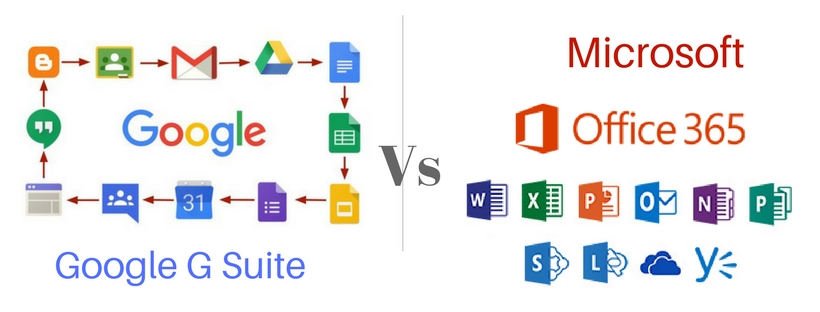 Google
31
Google G Suite
Vs
Microsoft
Office 365
W X P O N P
S L y